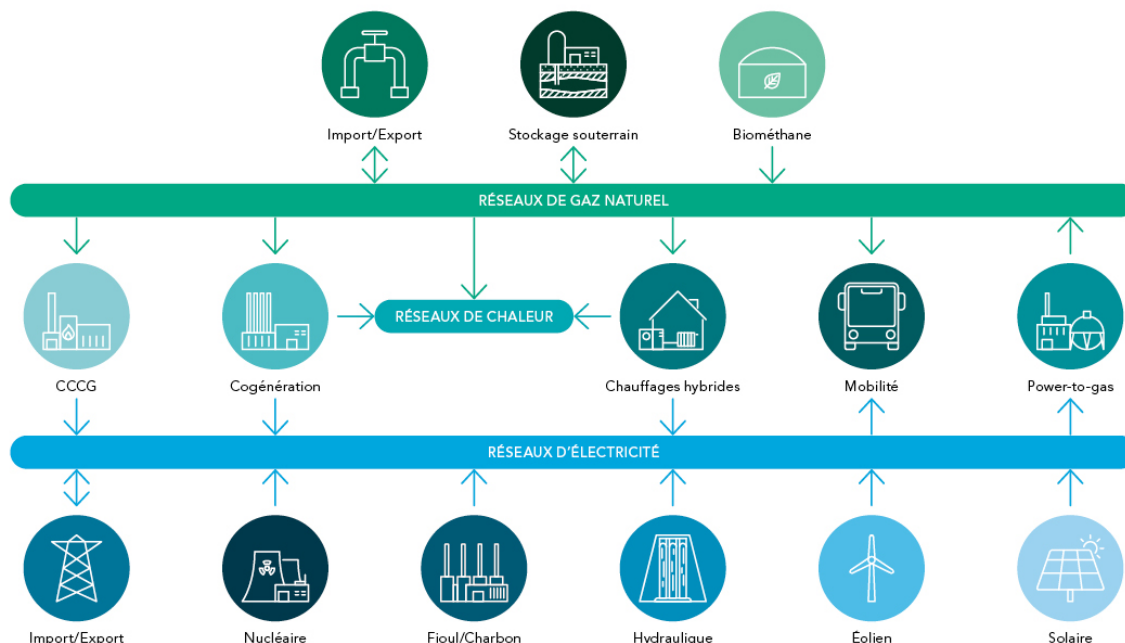 Import/Export
Stockage souterrain
Biométhane
RÉSEAUX DE GAZ NATUREL
RÉSEAUX DE CHALEUR
CCCG
Cogénération
Chauffages hybrides
Mobilité
Power-to-gas
RÉSEAUX D'ÉLECTRICITÉ
Import/Export
Nucléaire
Fioul/Charbon
Hydraulique
Éolien
Solaire